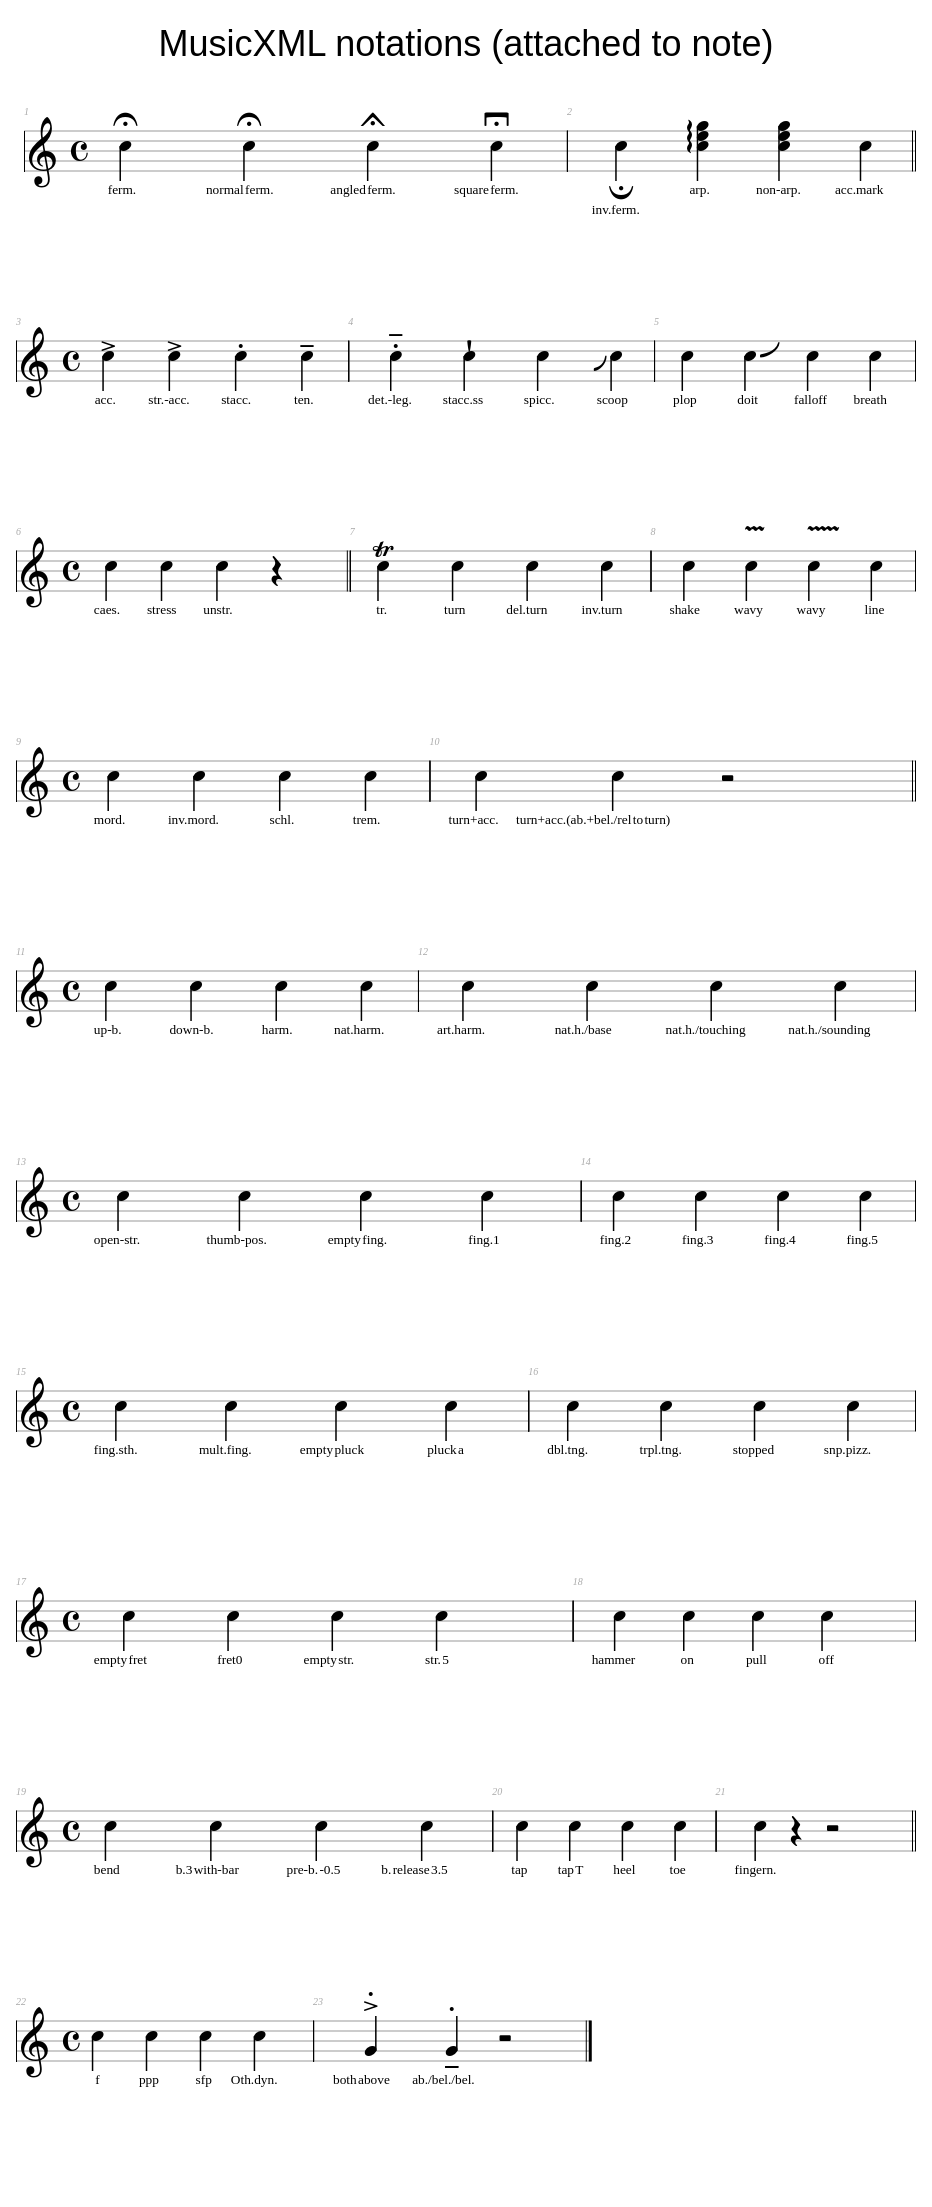 MusicXML notations (attached to note)
1 2
ferm. normal ferm. angled ferm. square ferm. arp. non-arp. acc.mark
inv.ferm.
3 4 5
acc. str.-acc. stacc. ten. det.-leg. stacc.ss spicc. scoop plop doit falloff breath
6 7 8
tr
caes. stress unstr. tr. turn del.turn inv.turn shake wavy wavy line
9 10
mord. inv.mord. schl. trem. turn+acc. turn+acc.(ab.+bel./rel to turn)
11 12
up-b. down-b. harm. nat.harm. art.harm. nat.h./base nat.h./touching nat.h./sounding
13 14
open-str. thumb-pos. empty fing. fing.1 fing.2 fing.3 fing.4 fing.5
15 16
fing.sth. mult.fing. empty pluck pluck a dbl.tng. trpl.tng. stopped snp.pizz.
17 18
empty fret fret0 empty str. str. 5 hammer on pull off
19 20 21
bend b.3 with-bar pre-b. -0.5 b. release 3.5 tap tap T heel toe fingern.
22 23
f ppp sfp Oth.dyn. both above ab./bel./bel.